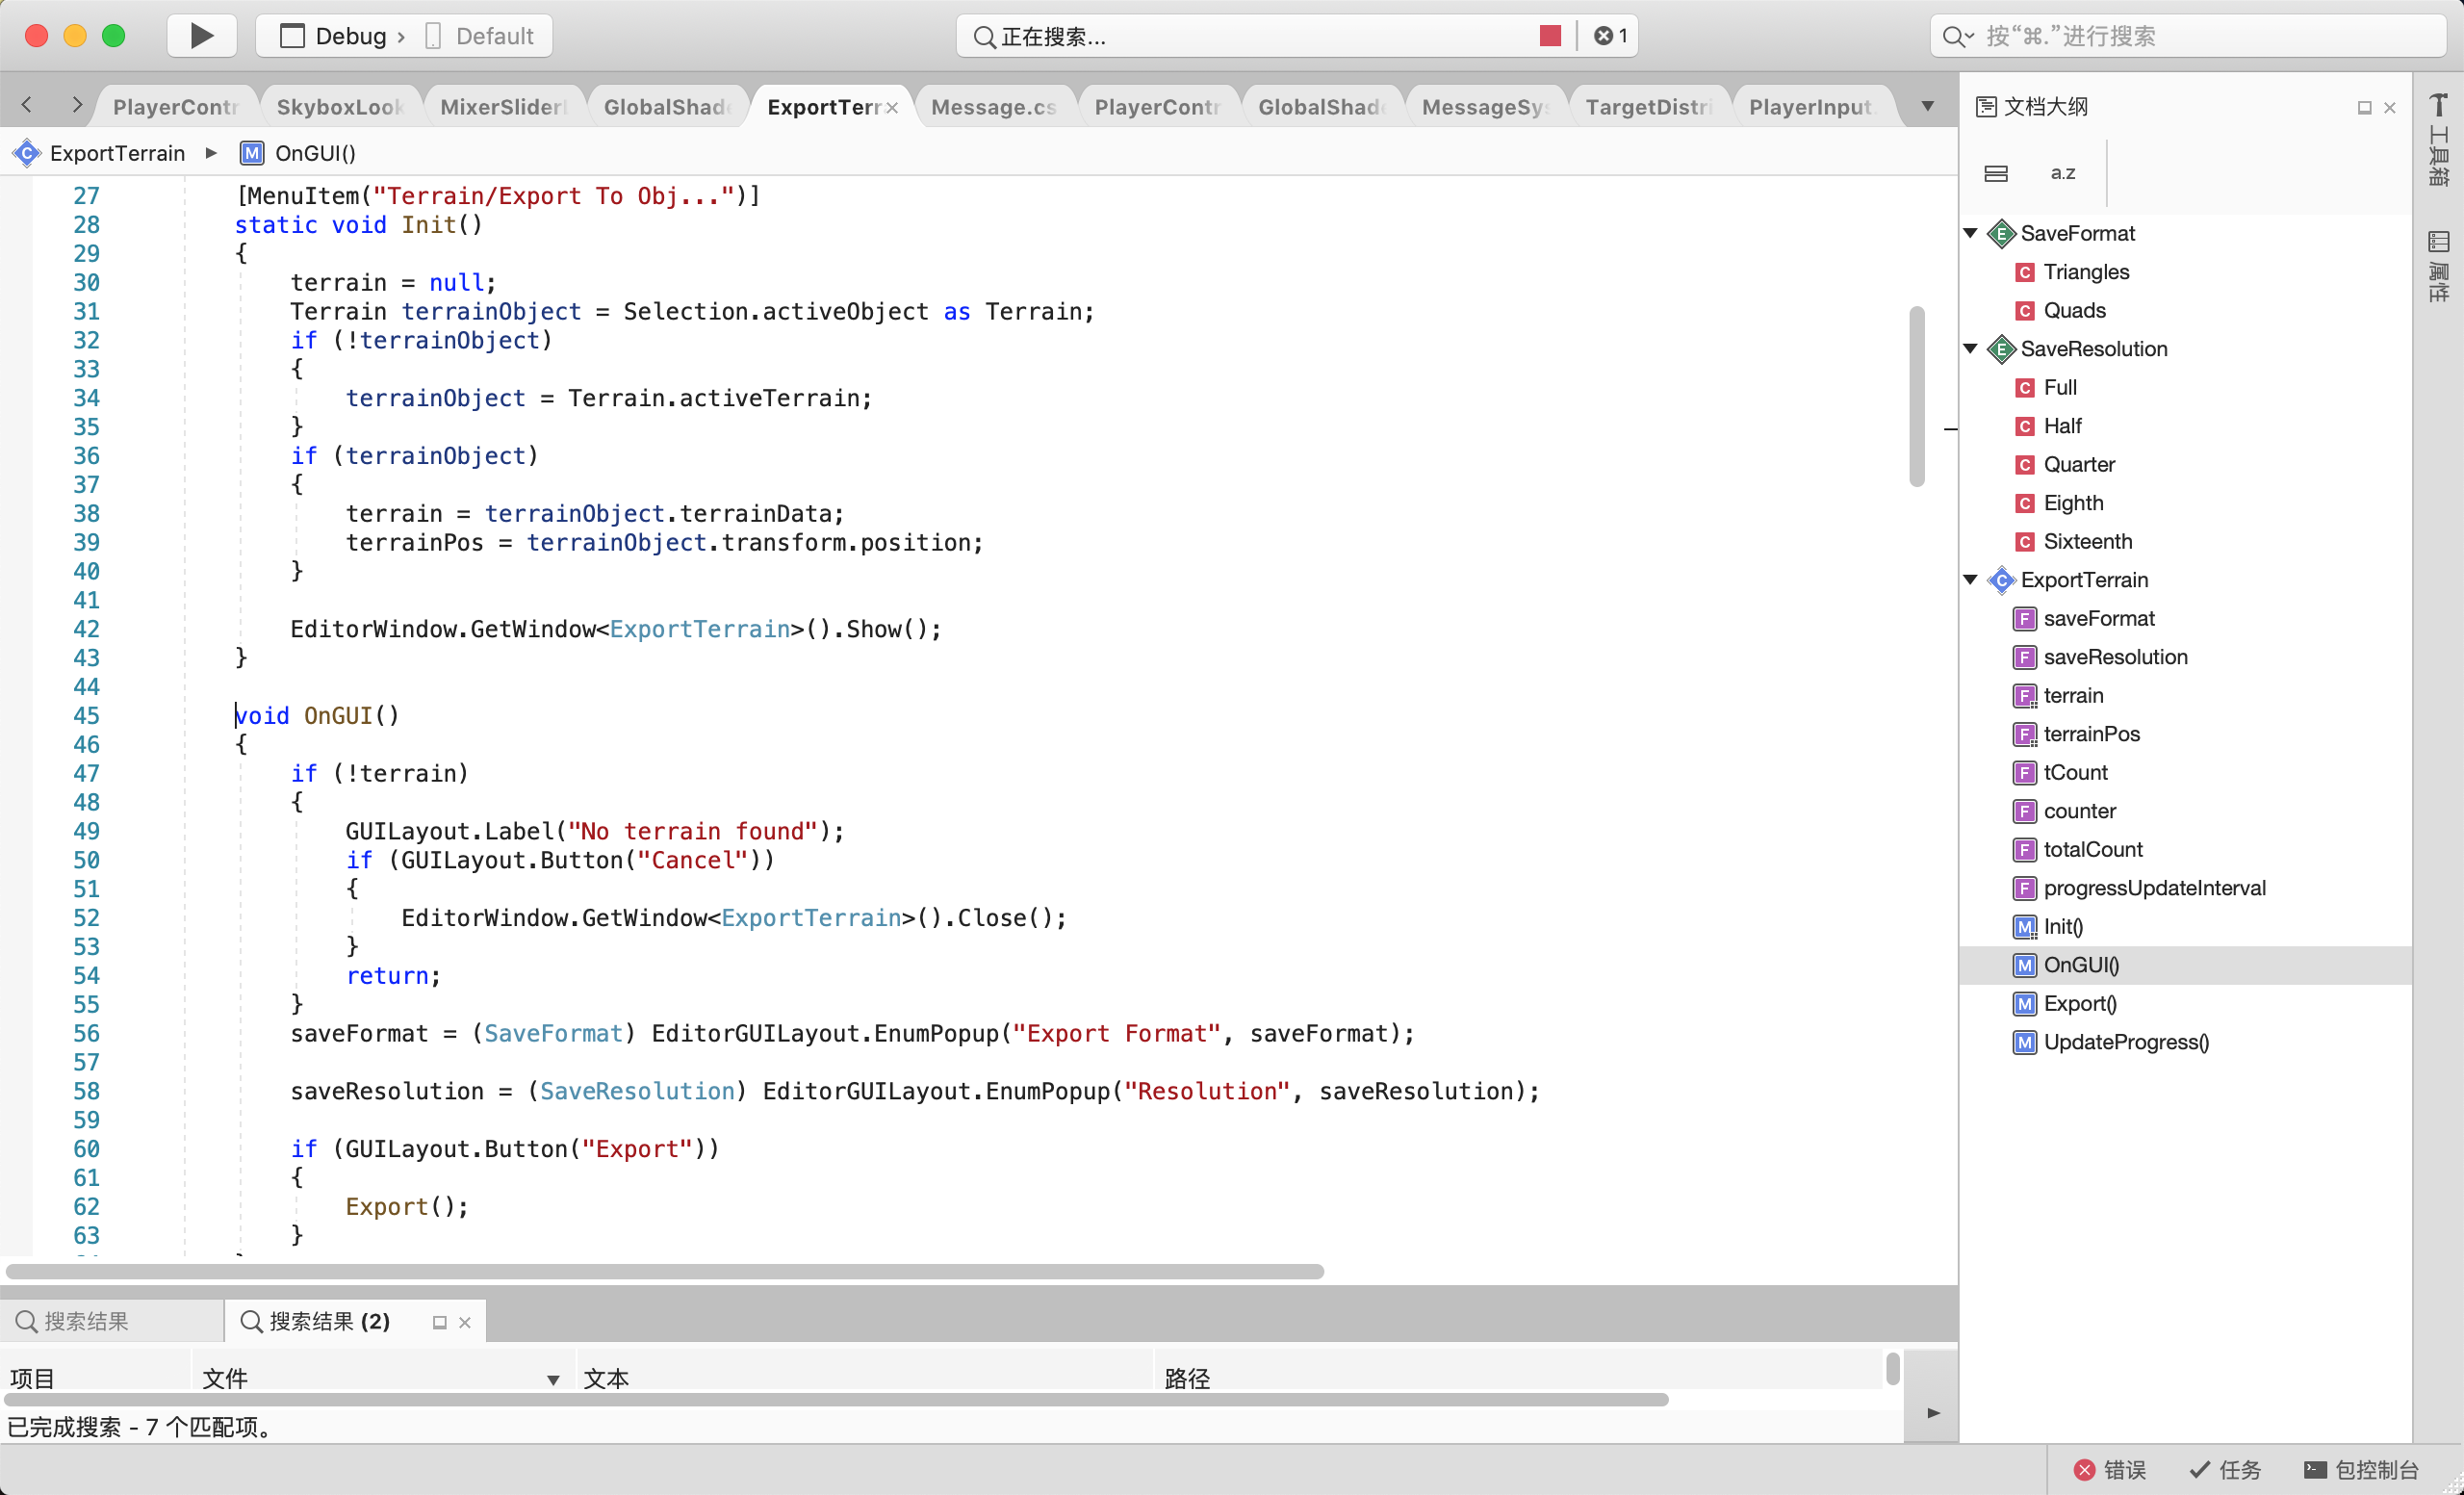 Debug › Default
正在搜索...
1
按“⌘.”进行搜索
PlayerContr
SkyboxLook
MixerSlider
GlobalShade
ExportTerr
Message.cs
PlayerContr
GlobalShade
MessageSys
TargetDistri
PlayerInput
ExportTerrain
M OnGUI()
27 [MenuItem("Terrain/Export To Obj...")]
28 static void Init()
29 {
30 terrain = null;
31 Terrain terrainObject = Selection.activeObject as Terrain;
32 if (!terrainObject)
33 {
34 terrainObject = Terrain.activeTerrain;
35 }
36 if (terrainObject)
37 {
38 terrain = terrainObject.terrainData;
39 terrainPos = terrainObject.transform.position;
40 }
41
42 EditorWindow.GetWindow<ExportTerrain>().Show();
43 }
44
45 void OnGUI()
46 {
47 if (!terrain)
48 {
49 GUILayout.Label("No terrain found");
50 if (GUILayout.Button("Cancel"))
51 {
52 EditorWindow.GetWindow<ExportTerrain>().Close();
53 }
54 return;
55 }
56 saveFormat = (SaveFormat) EditorGUILayout.EnumPopup("Export Format", saveFormat);
57
58 saveResolution = (SaveResolution) EditorGUILayout.EnumPopup("Resolution", saveResolution);
59
60 if (GUILayout.Button("Export"))
61 {
62 Export();
63 }
搜索结果
搜索结果 (2)
项目
文件
文本
路径
已完成搜索 - 7 个匹配项。
文档大纲
a.z
E SaveFormat
C Triangles
C Quads
E SaveResolution
C Full
C Half
C Quarter
C Eighth
C Sixteenth
C ExportTerrain
F saveFormat
F saveResolution
F terrain
F terrainPos
F tCount
F counter
F totalCount
F progressUpdateInterval
M Init()
M OnGUI()
M Export()
M UpdateProgress()
工具箱
属性
错误
任务
包控制台